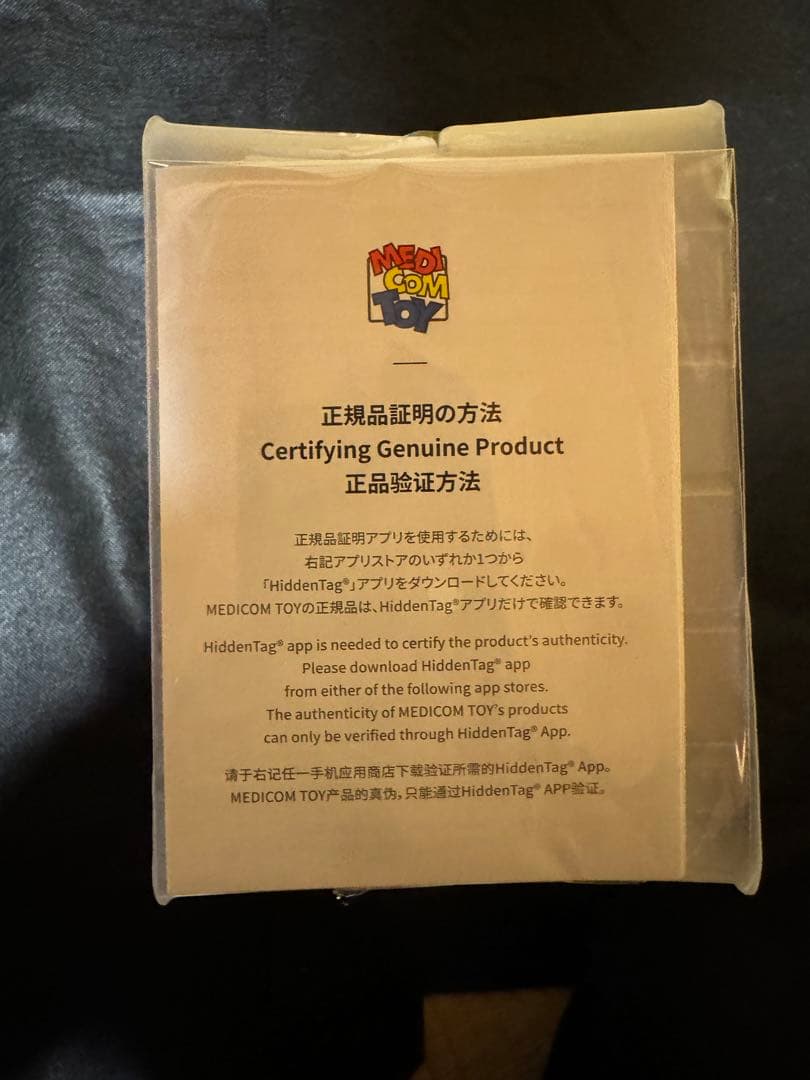 MEDI
COM
TOY
正規品証明の方法
Certifying Genuine Product
正品验证方法
正規品証明アプリを使用するためには、
右記アプリストアのいずれか1つから
「HiddenTag®」アプリをダウンロードしてください。
MEDICOM TOYの正規品は、HiddenTag®アプリだけで確認できます。
HiddenTag® app is needed to certify the product's authenticity.
Please download HiddenTag® app
from either of the following app stores.
The authenticity of MEDICOM TOY's products
can only be verified through HiddenTag® App.
请于右记任一手机应用商店下载验证所需的HiddenTag® App。
MEDICOM TOY产品的真伪，只能通过HiddenTag® APP验证。